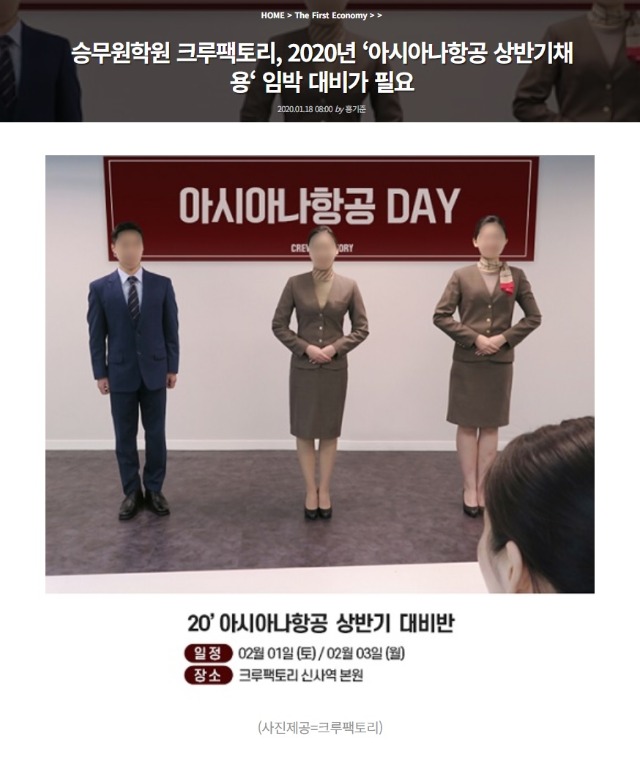 HOME > The First Economy > >
승무원학원 크루팩토리, 2020년 ‘아시아나항공 상반기채
용‘ 임박 대비가 필요
2020.01.18 08:00 by 홍기준
아시아나항공 DAY
20’ 아시아나항공 상반기 대비반
일정 02월 01일 (토) / 02월 03일 (월)
장소 크루팩토리 신사역 본원
(사진제공=크루팩토리)